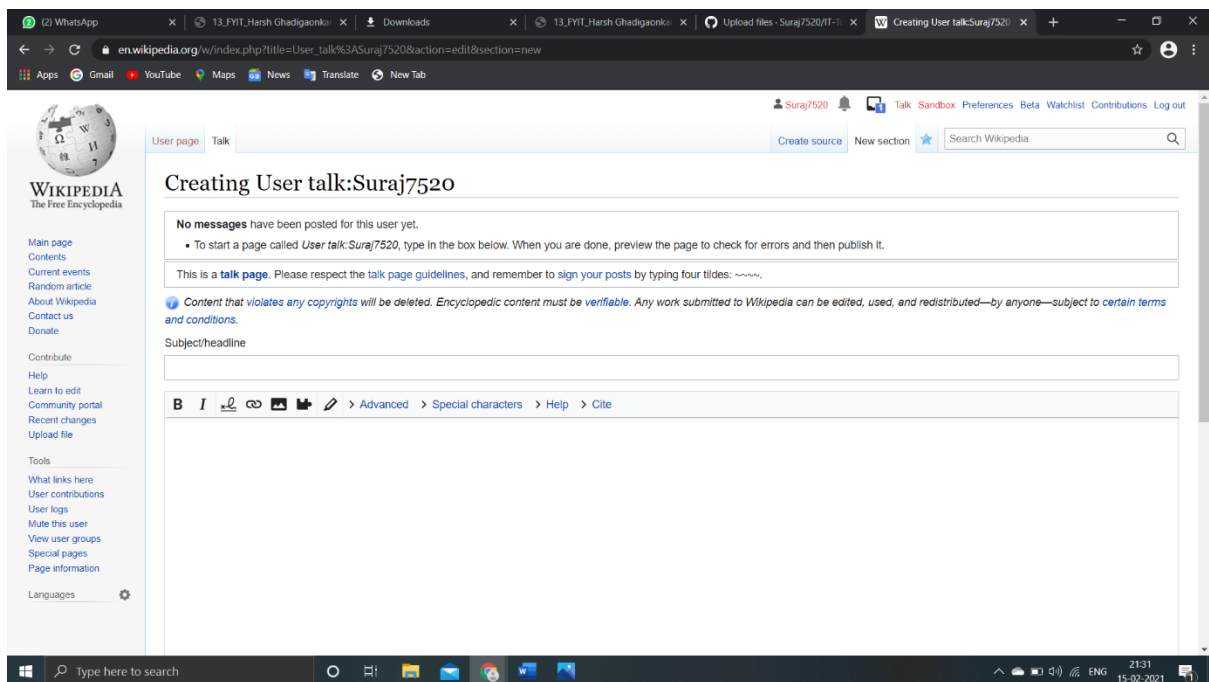 (2) WhatsApp
13_FYIT_Harsh Ghadigaonkar
Downloads
13_FYIT_Harsh Ghadigaonkar
Upload files · Suraj7520/IT-To
Creating User talk:Suraj7520
en.wikipedia.org/w/index.php?title=User_talk%3ASuraj7520&action=edit&section=new
Apps Gmail YouTube Maps News Translate New Tab
Suraj7520 1 Talk Sandbox Preferences Beta Watchlist Contributions Log out
User page Talk Create source New section Search Wikipedia
WIKIPEDIA
The Free Encyclopedia
Main page
Contents
Current events
Random article
About Wikipedia
Contact us
Donate
Contribute
Help
Learn to edit
Community portal
Recent changes
Upload file
Tools
What links here
User contributions
User logs
Mute this user
View user groups
Special pages
Page information
Languages
Creating User talk:Suraj7520
No messages have been posted for this user yet.
• To start a page called User talk:Suraj7520, type in the box below. When you are done, preview the page to check for errors and then publish it.
This is a talk page. Please respect the talk page guidelines, and remember to sign your posts by typing four tildes: ~~~~.
Content that violates any copyrights will be deleted. Encyclopedic content must be verifiable. Any work submitted to Wikipedia can be edited, used, and redistributed—by anyone—subject to certain terms
and conditions.
Subject/headline
B I > Advanced > Special characters > Help > Cite
Type here to search
ENG
21:31
15-02-2021